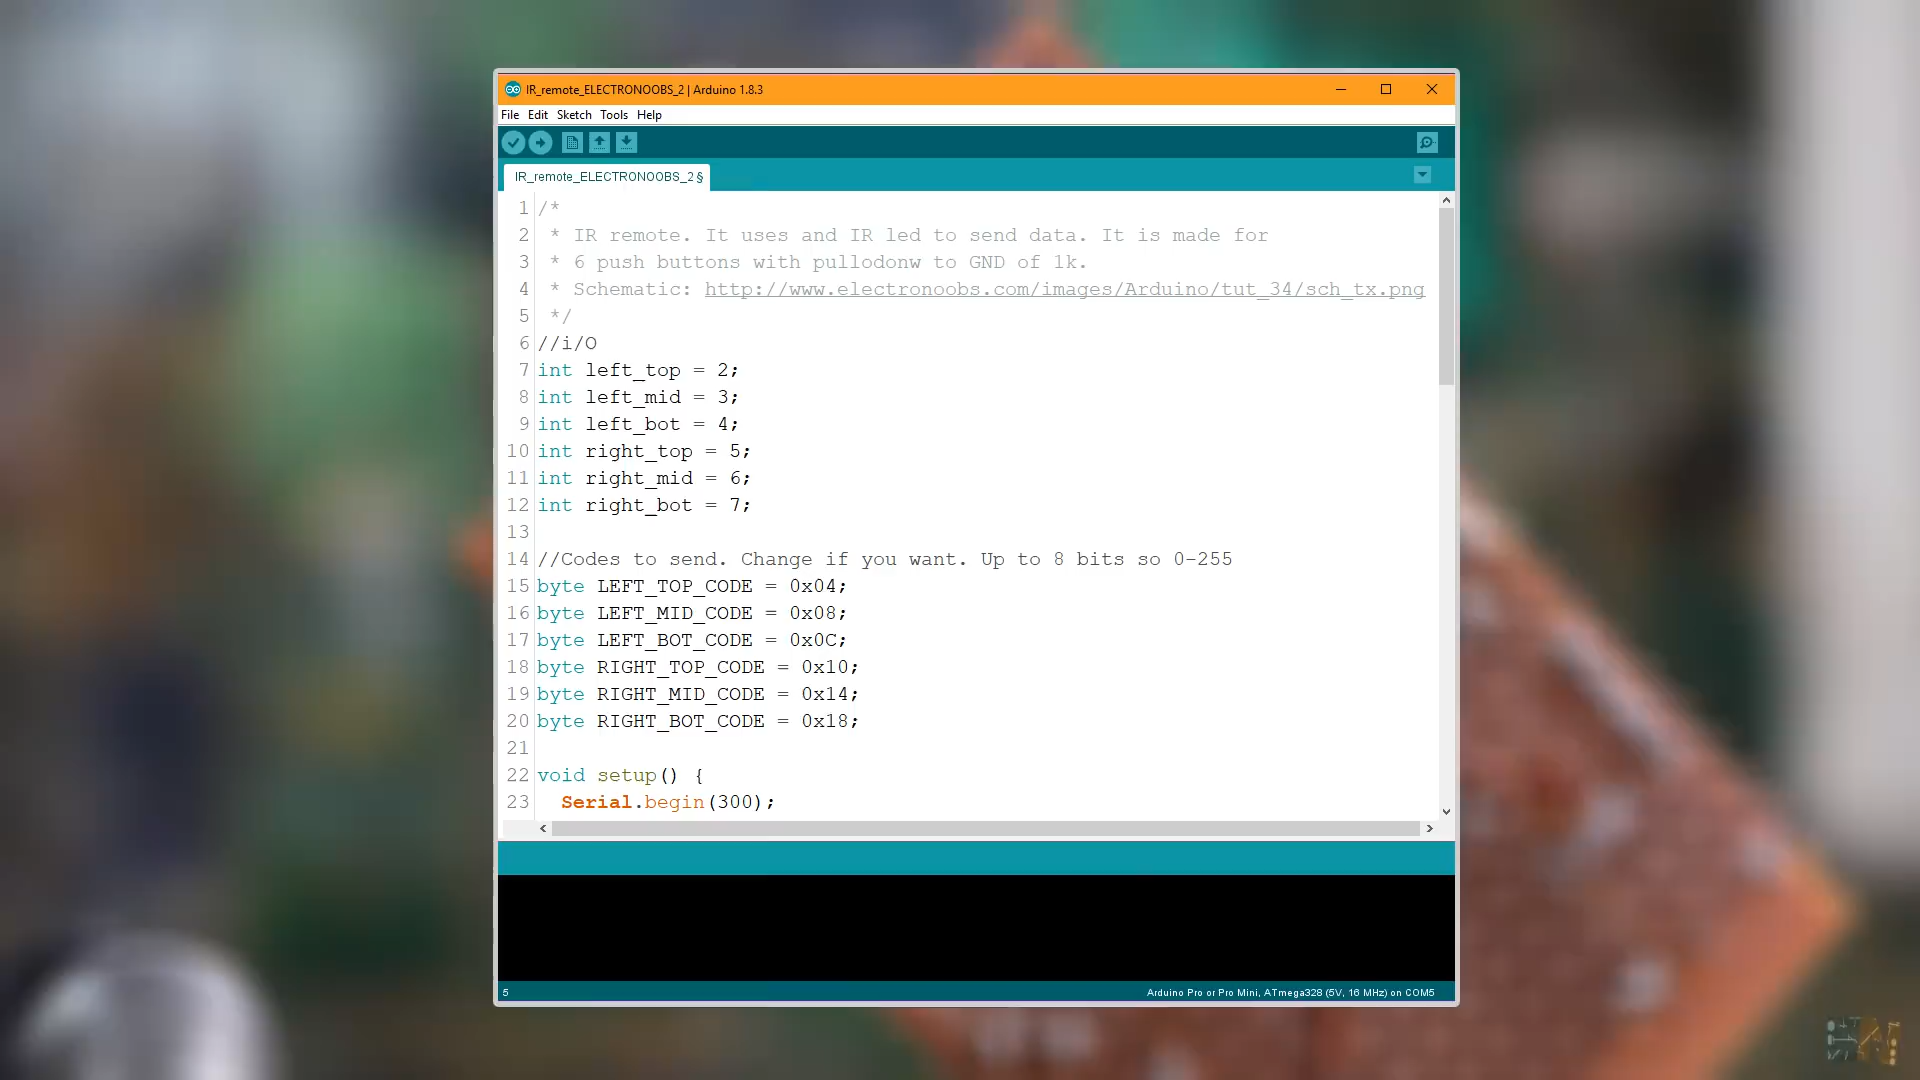 IR_remote_ELECTRONOOBS_2 | Arduino 1.8.3
File Edit Sketch Tools Help
IR_remote_ELECTRONOOBS_2 §
1 /*
2  * IR remote. It uses and IR led to send data. It is made for
3  * 6 push buttons with pullodonw to GND of 1k.
4  * Schematic: http://www.electronoobs.com/images/Arduino/tut_34/sch_tx.png
5  */
6 //i/O
7 int left_top = 2;
8 int left_mid = 3;
9 int left_bot = 4;
10 int right_top = 5;
11 int right_mid = 6;
12 int right_bot = 7;
13
14 //Codes to send. Change if you want. Up to 8 bits so 0-255
15 byte LEFT_TOP_CODE = 0x04;
16 byte LEFT_MID_CODE = 0x08;
17 byte LEFT_BOT_CODE = 0x0C;
18 byte RIGHT_TOP_CODE = 0x10;
19 byte RIGHT_MID_CODE = 0x14;
20 byte RIGHT_BOT_CODE = 0x18;
21
22 void setup() {
23   Serial.begin(300);
5 Arduino Pro or Pro Mini, ATmega328 (5V, 16 MHz) on COM5